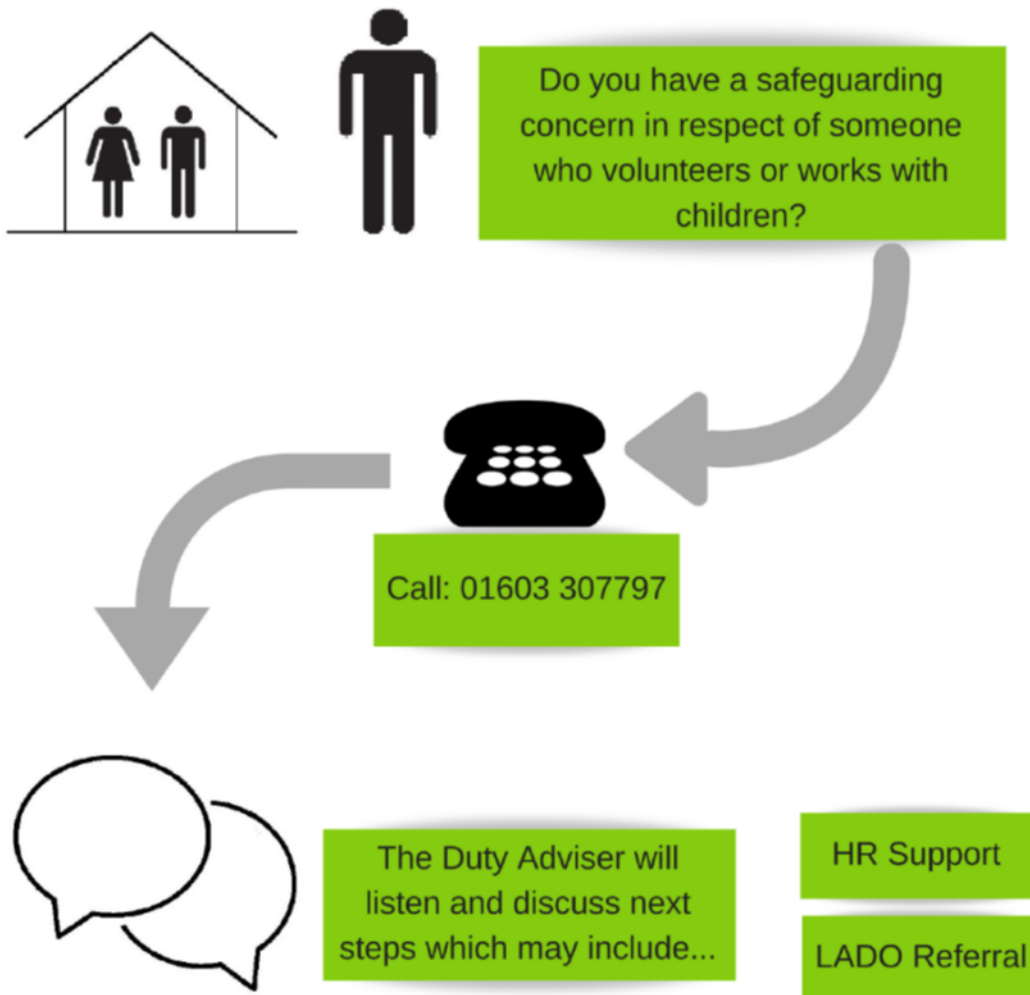 Do you have a safeguarding
concern in respect of someone
who volunteers or works with
children?
Call: 01603 307797
The Duty Adviser will
listen and discuss next
steps which may include...
HR Support
LADO Referral